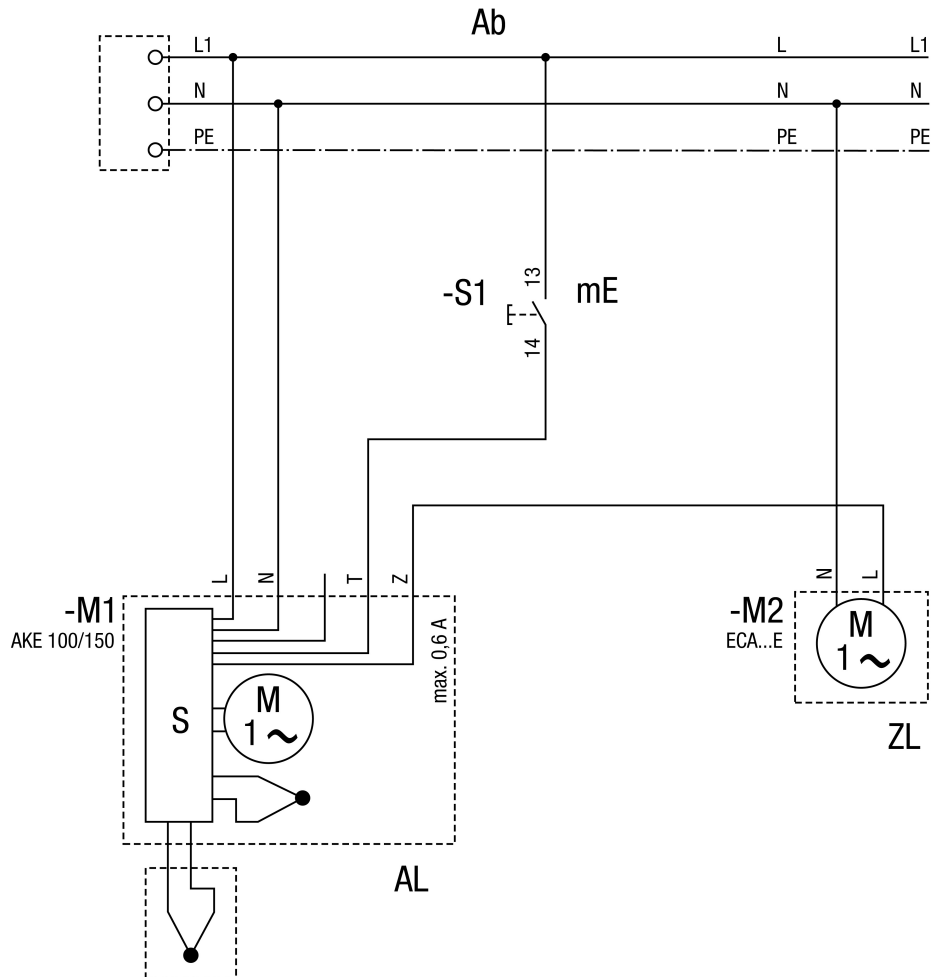 Ab
L1 L L1
N N N
PE PE PE
13
-S1 mE
14
L N T Z
N L
-M1
AKE 100/150
max. 0,6 A
-M2
ECA...E
M
1 ~
M
1 ~
S
ZL
AL